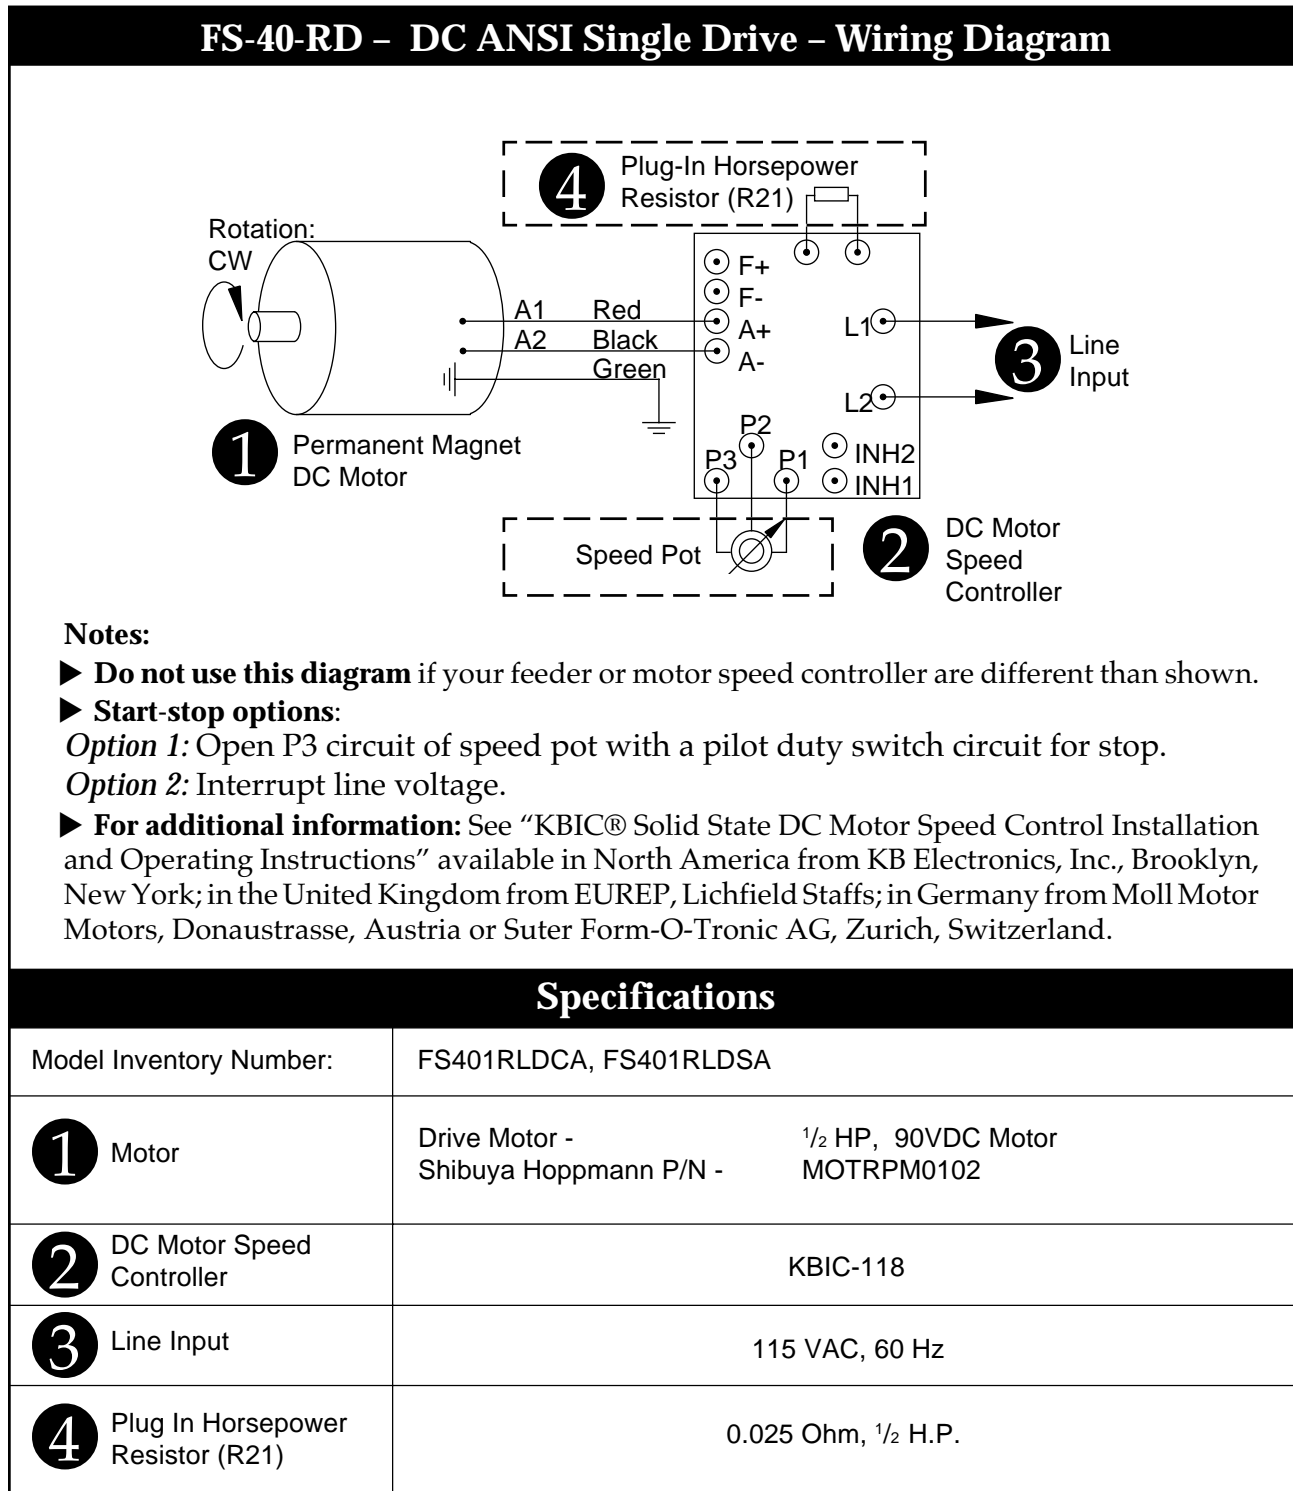 FS-40-RD – DC ANSI Single Drive – Wiring Diagram
4
Plug-In Horsepower
Resistor (R21)
Rotation:
CW
F+
F-
A1 Red
A+
A2 Black
A-
Green
L1
L2
3
Line
Input
P2
P3
P1
INH2
INH1
1
Permanent Magnet
DC Motor
Speed Pot
2
DC Motor
Speed
Controller
Notes:
▶ Do not use this diagram if your feeder or motor speed controller are different than shown.
▶ Start-stop options:
Option 1: Open P3 circuit of speed pot with a pilot duty switch circuit for stop.
Option 2: Interrupt line voltage.
▶ For additional information: See “KBIC® Solid State DC Motor Speed Control Installation
and Operating Instructions” available in North America from KB Electronics, Inc., Brooklyn,
New York; in the United Kingdom from EUREP, Lichfield Staffs; in Germany from Moll Motor
Motors, Donaustrasse, Austria or Suter Form-O-Tronic AG, Zurich, Switzerland.
Specifications
Model Inventory Number: FS401RLDCA, FS401RLDSA
1 Motor
Drive Motor - 1/2 HP, 90VDC Motor
Shibuya Hoppmann P/N - MOTRPM0102
2 DC Motor Speed
Controller
KBIC-118
3 Line Input
115 VAC, 60 Hz
4 Plug In Horsepower
Resistor (R21)
0.025 Ohm, 1/2 H.P.